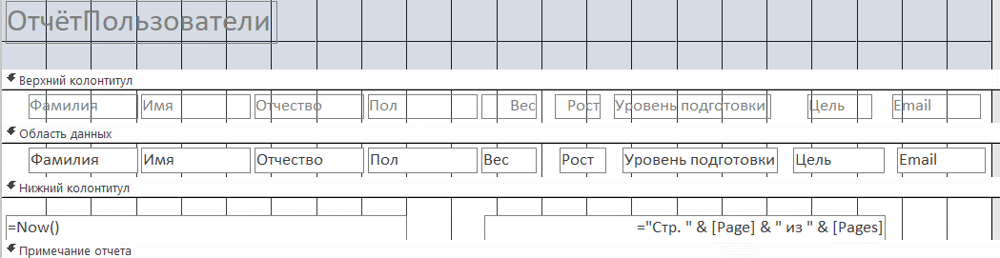 ОтчётПользователи
Верхний колонтитул
Фамилия Имя Отчество Пол Вес Рост Уровень подготовки Цель Email
Область данных
Фамилия Имя Отчество Пол Вес Рост Уровень подготовки Цель Email
Нижний колонтитул
=Now() ="Стр. " & [Page] & " из " & [Pages]
Примечание отчета